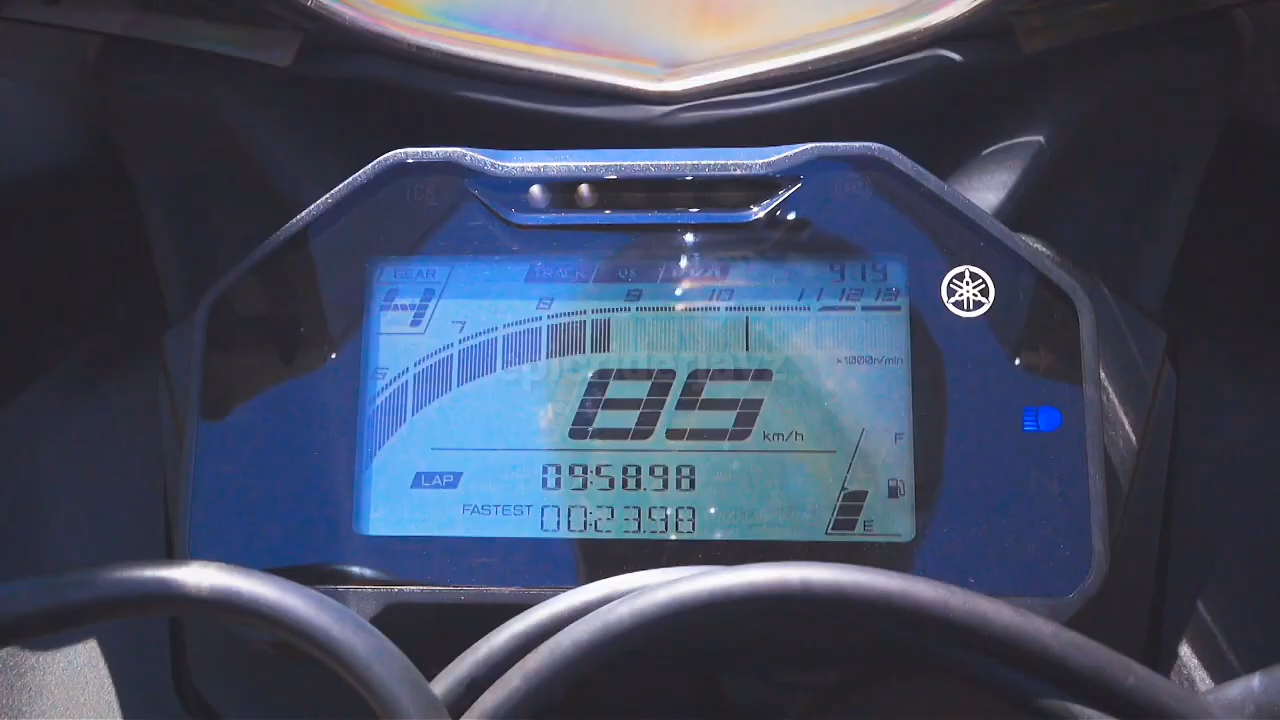 GEAR TRACK QS 9:19
4
6 7 8 9 10 11 12 13
x1000r/min
85 km/h
F
LAP 09:58.98
FASTEST 00:23.98
E